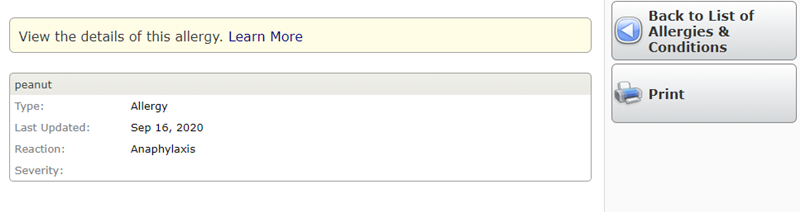 View the details of this allergy. Learn More
peanut
Type: Allergy
Last Updated: Sep 16, 2020
Reaction: Anaphylaxis
Severity:
Back to List of
Allergies &
Conditions
Print